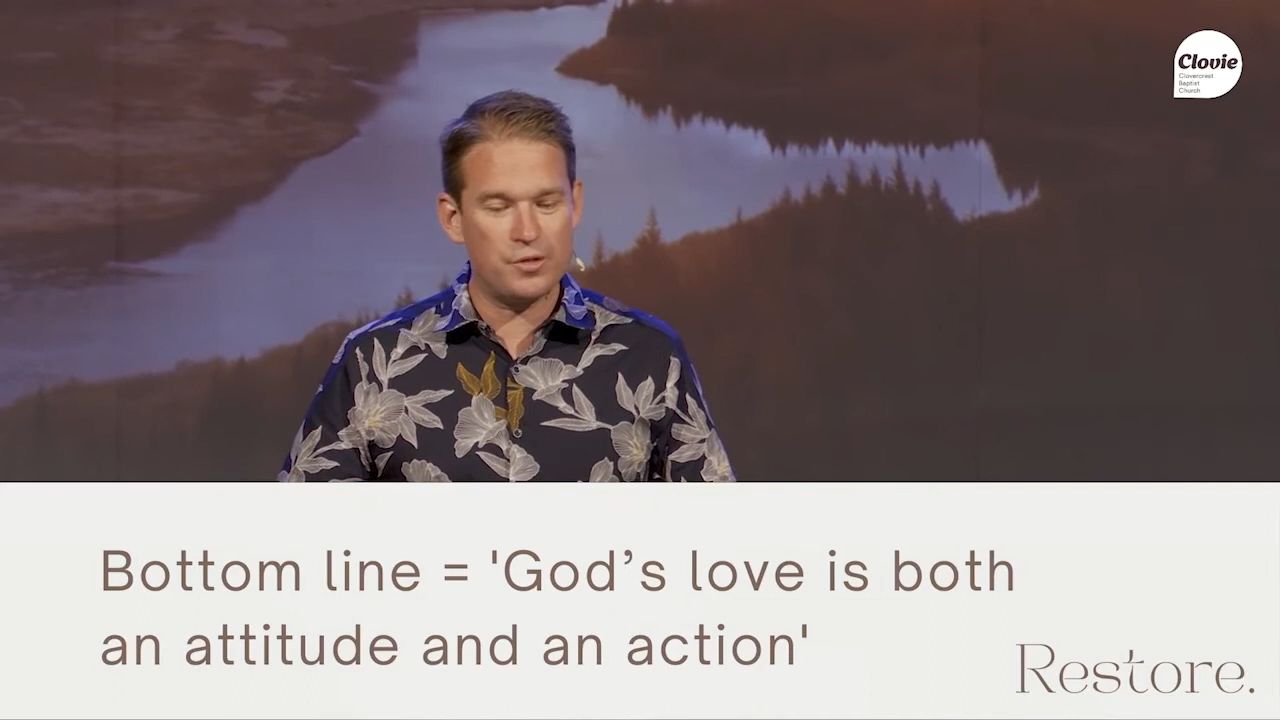 Clovie
Clovercrest
Baptist
Church
Bottom line = 'God’s love is both
an attitude and an action'
Restore.